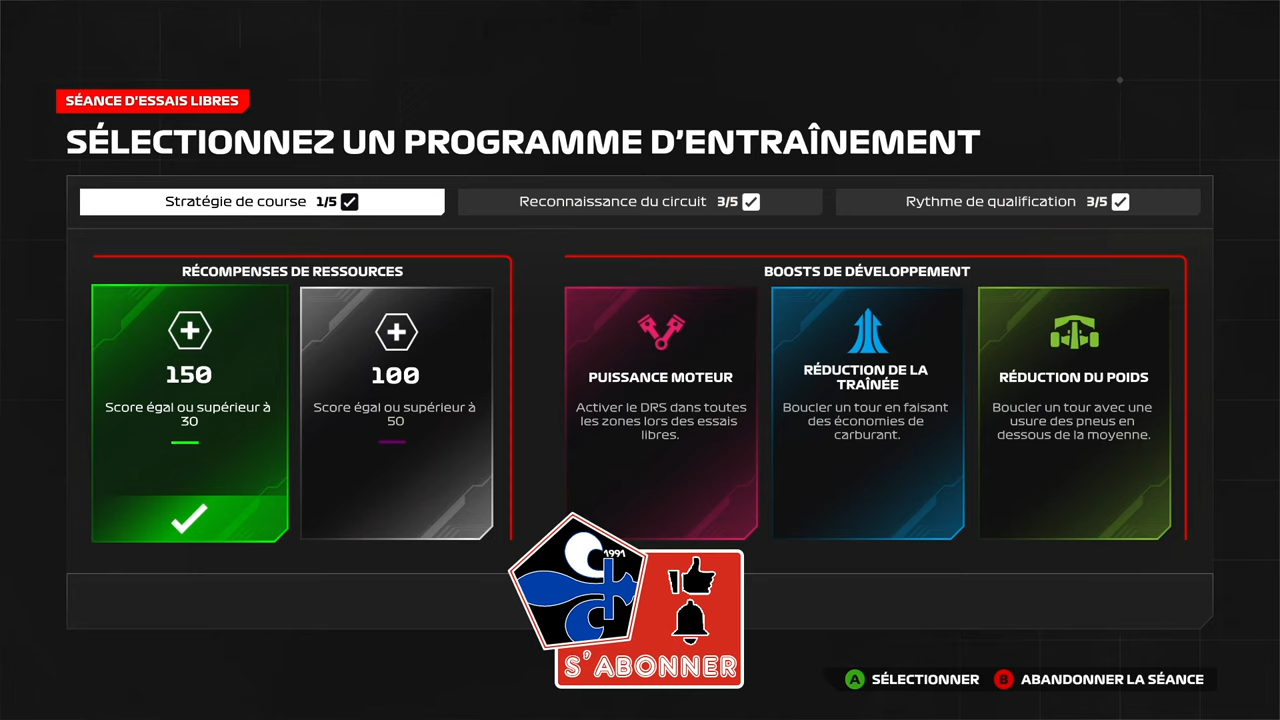 SÉANCE D'ESSAIS LIBRES
SÉLECTIONNEZ UN PROGRAMME D'ENTRAÎNEMENT
Stratégie de course 1/5
Reconnaissance du circuit 3/5
Rythme de qualification 3/5
RÉCOMPENSES DE RESSOURCES
150
Score égal ou supérieur à
30
100
Score égal ou supérieur à
50
BOOSTS DE DÉVELOPPEMENT
PUISSANCE MOTEUR
Activer le DRS dans toutes
les zones lors des essais
libres.
RÉDUCTION DE LA
TRAÎNÉE
Boucler un tour en faisant
des économies de
carburant.
RÉDUCTION DU POIDS
Boucler un tour avec une
usure des pneus en
dessous de la moyenne.
1991
S'ABONNER
A SÉLECTIONNER
B ABANDONNER LA SÉANCE